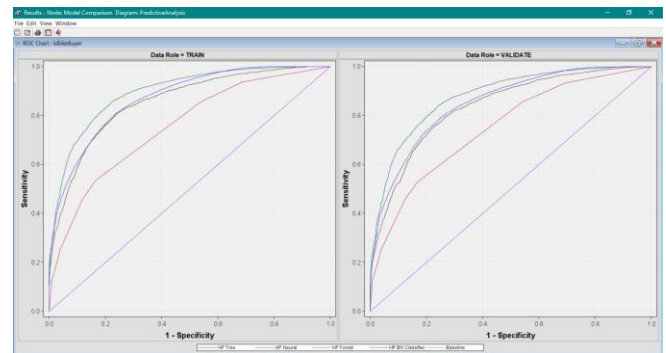 Results - Node: Model Comparison Diagram: PredictiveAnalysis
File Edit View Window
ROC Chart : IsBikeBuyer
Data Role = TRAIN
Data Role = VALIDATE
Sensitivity
1.0
0.8
0.6
0.4
0.2
0.0
0.0 0.2 0.4 0.6 0.8 1.0
1 - Specificity
Sensitivity
1.0
0.8
0.6
0.4
0.2
0.0
0.0 0.2 0.4 0.6 0.8 1.0
1 - Specificity
HP Tree HP Neural HP Forest HP BN Classifier Baseline